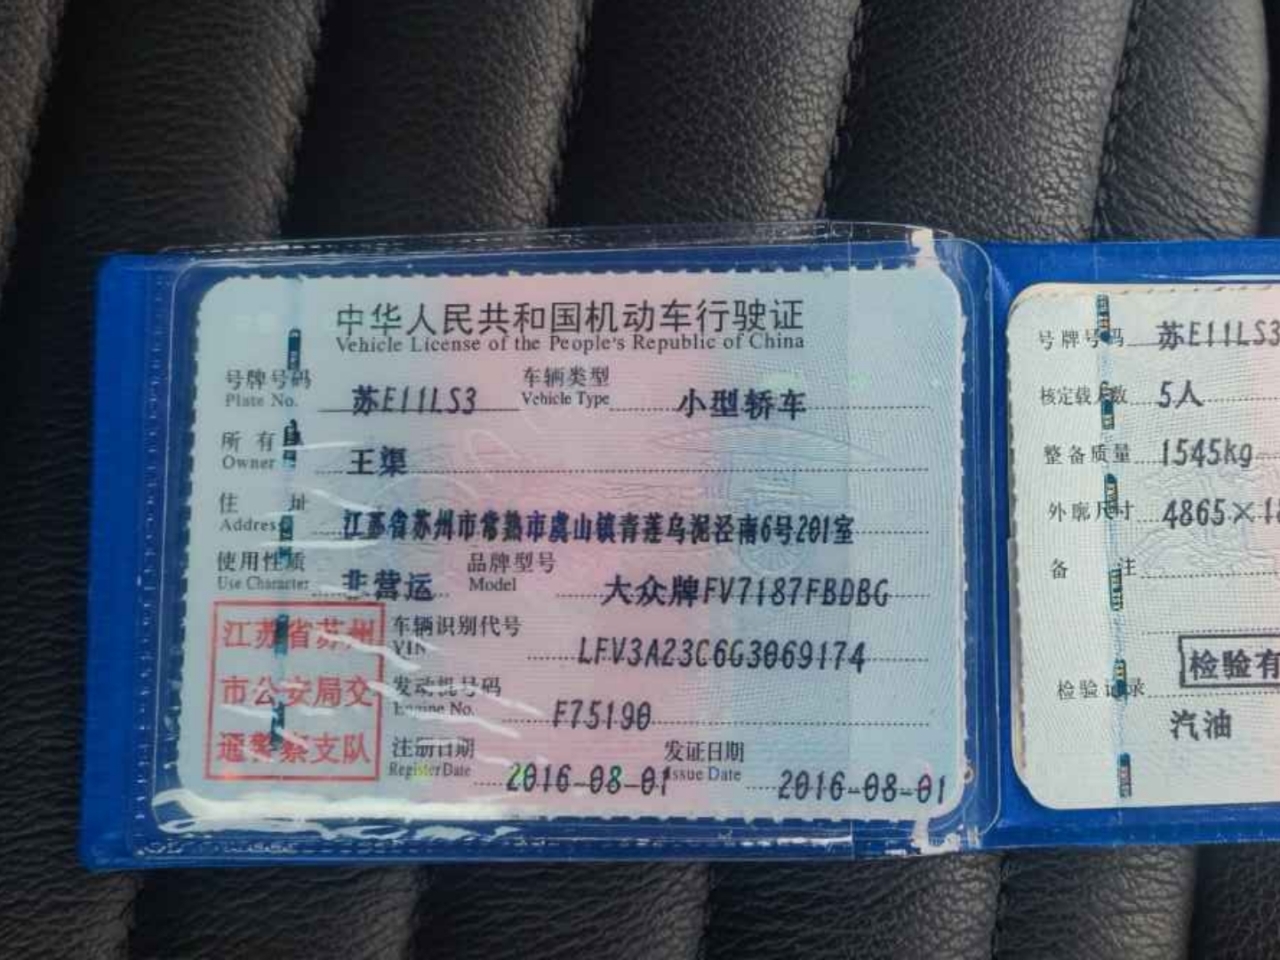 中华人民共和国机动车行驶证
Vehicle License of the People's Republic of China
号牌号码 苏E11LS3 车辆类型 小型轿车
Plate No. Vehicle Type
所有人 王渠
Owner
住址 江苏省苏州市常熟市虞山镇青莲乌泥泾南6号201室
Address
使用性质 非营运 品牌型号 大众牌FV7187FBDBG
Use Character Model
车辆识别代号 LFV3A23C6G3069174
VIN
发动机号码 F75190
Engine No.
注册日期 2016-08-01 发证日期 2016-08-01
Register Date Issue Date
江苏省苏州
市公安局交
通警察支队
号牌号码 苏E11LS3
核定载人数 5人
整备质量 1545kg
外廓尺寸 4865×18
备注
检验有
检验记录
汽油